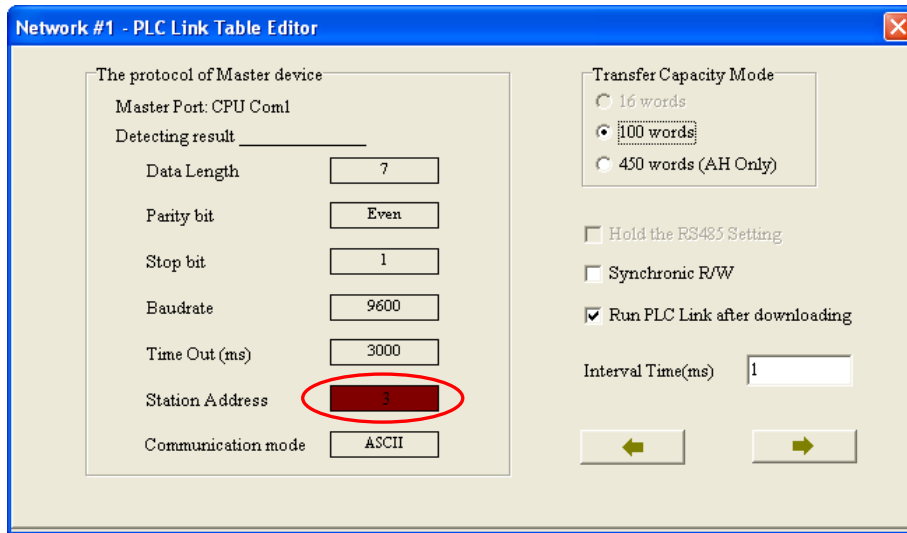 Network #1 - PLC Link Table Editor
The protocol of Master device
Master Port: CPU Com1
Detecting result
Data Length 7
Parity bit Even
Stop bit 1
Baudrate 9600
Time Out (ms) 3000
Station Address 3
Communication mode ASCII
Transfer Capacity Mode
16 words
100 words
450 words (AH Only)
Hold the RS485 Setting
Synchronic R/W
Run PLC Link after downloading
Interval Time(ms) 1